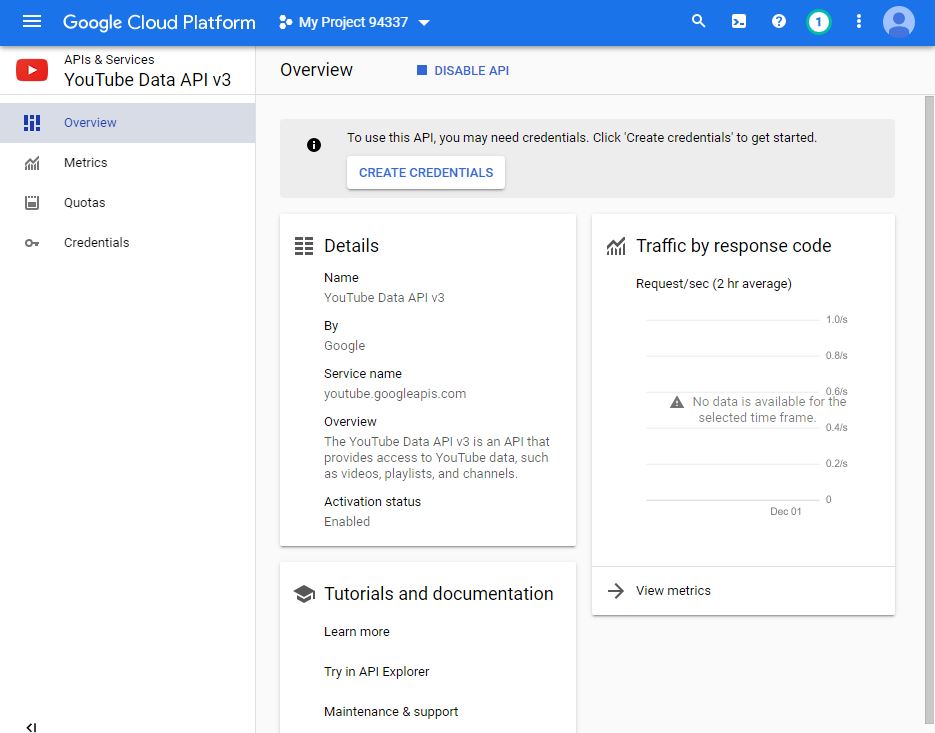 Google Cloud Platform
My Project 94337
1
APIs & Services
YouTube Data API v3
Overview
Metrics
Quotas
Credentials
Overview
DISABLE API
To use this API, you may need credentials. Click 'Create credentials' to get started.
CREATE CREDENTIALS
Details
Name
YouTube Data API v3
By
Google
Service name
youtube.googleapis.com
Overview
The YouTube Data API v3 is an API that
provides access to YouTube data, such
as videos, playlists, and channels.
Activation status
Enabled
Traffic by response code
Request/sec (2 hr average)
1.0/s
0.8/s
0.6/s
No data is available for the
selected time frame.
0.4/s
0.2/s
0
Dec 01
View metrics
Tutorials and documentation
Learn more
Try in API Explorer
Maintenance & support